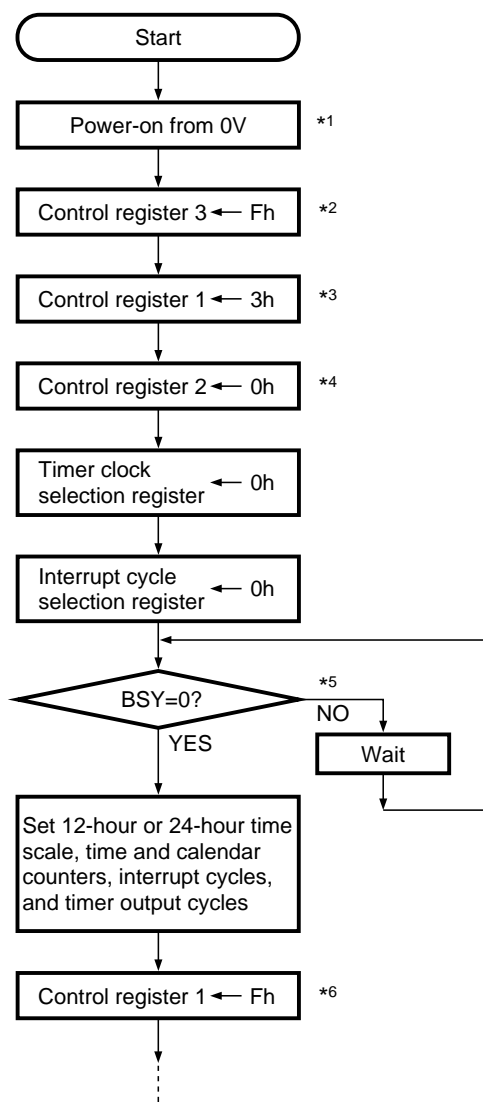 Start
Power-on from 0V *1
Control register 3 ← Fh *2
Control register 1 ← 3h *3
Control register 2 ← 0h *4
Timer clock
selection register ← 0h
Interrupt cycle
selection register ← 0h
BSY=0? *5
NO
YES
Wait
Set 12-hour or 24-hour time
scale, time and calendar
counters, interrupt cycles,
and timer output cycles
Control register 1 ← Fh *6